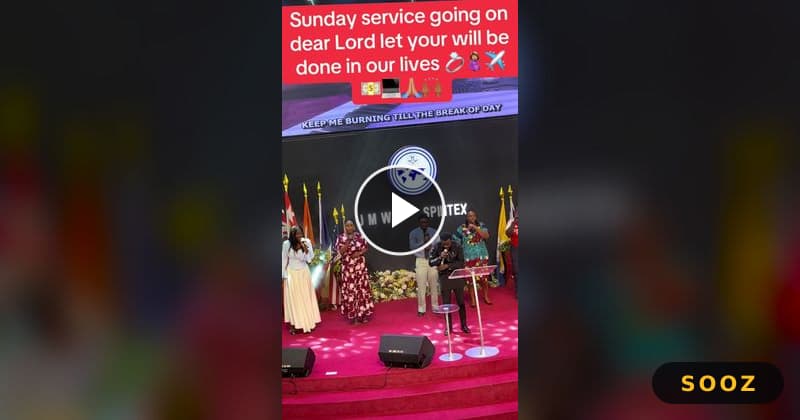 Sunday service going on
dear Lord let your will be
done in our lives 💍🤰🏾✈️
💵💻🙏🏾🙌🏾
KEEP ME BURNING TILL THE BREAK OF DAY
SPINTEX
SOOZ